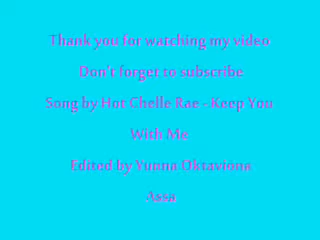 Thank you for watching my video
Don't forget to subscribe
Song by Hot Chelle Rae - Keep You
With Me
Edited by Yunna Oktaviona
Assa